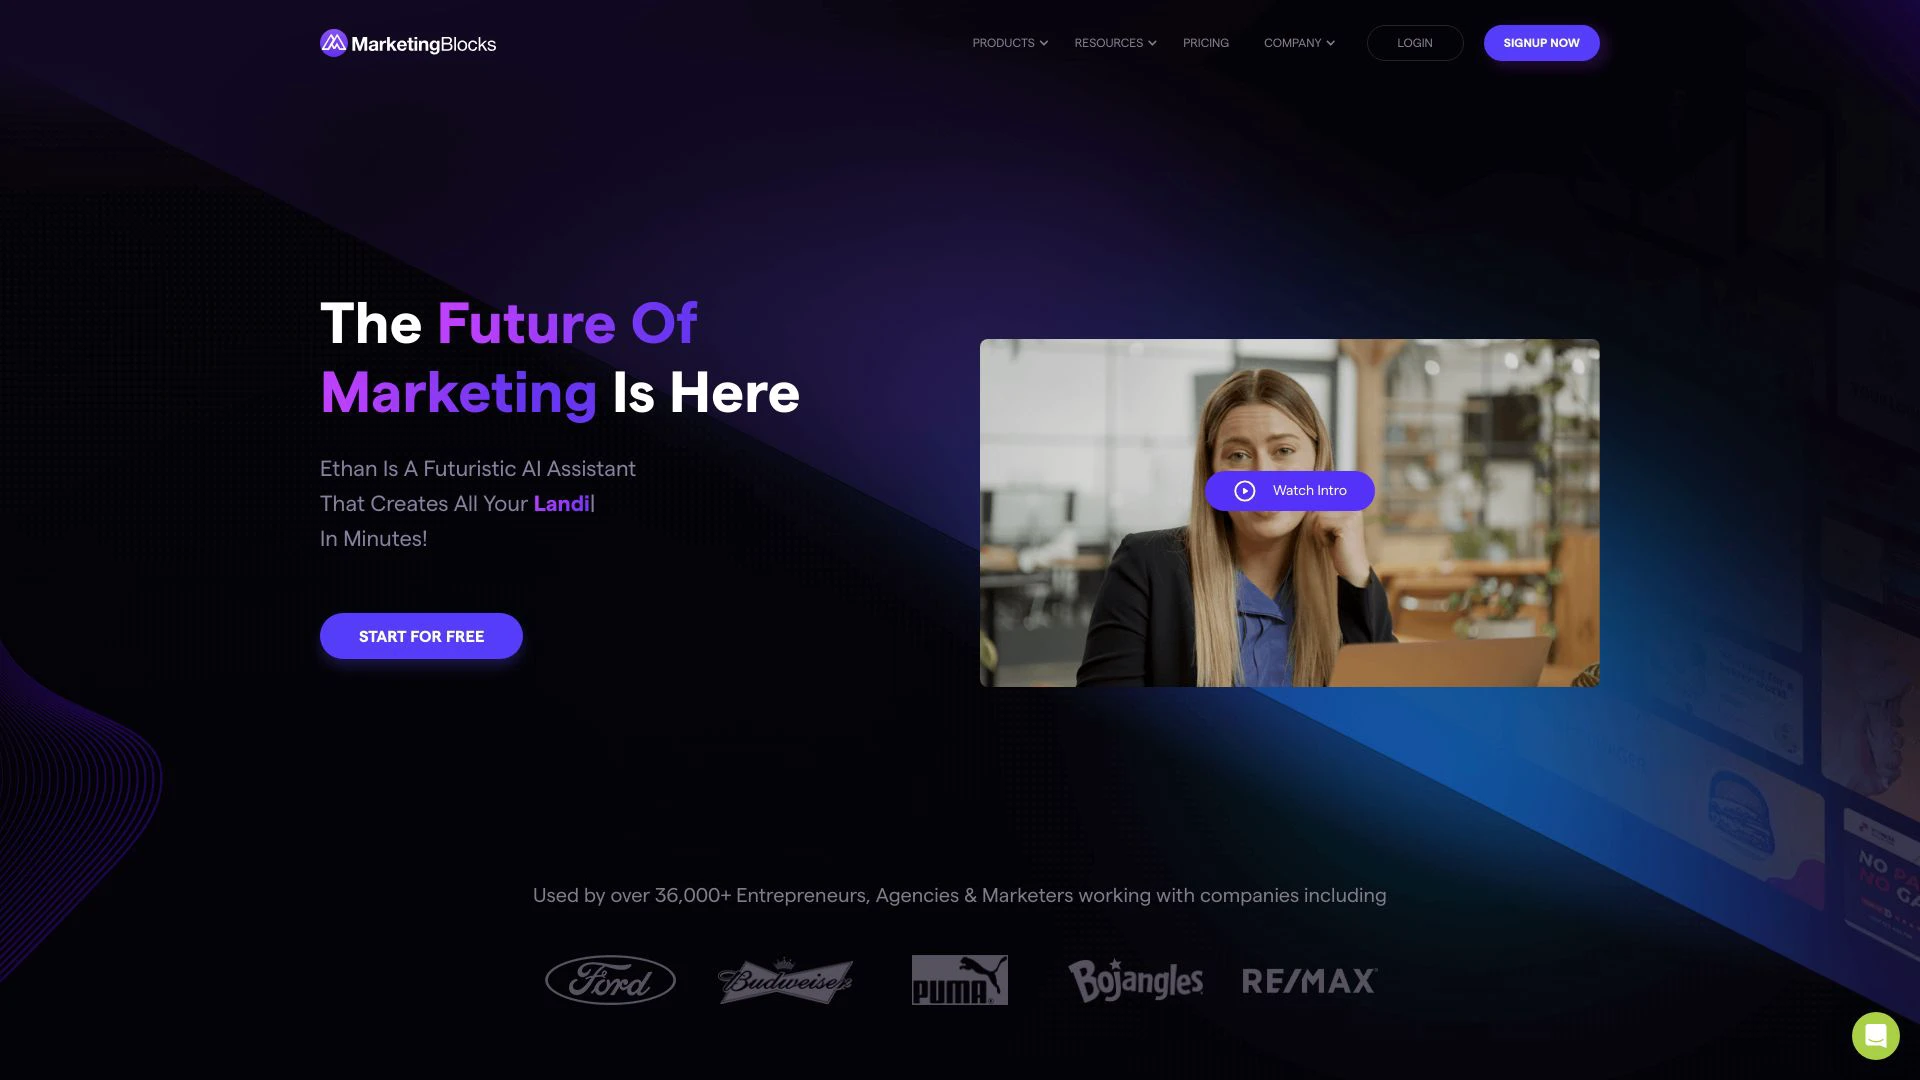 MarketingBlocks
PRODUCTS
RESOURCES
PRICING
COMPANY
LOGIN
SIGNUP NOW
The Future Of
Marketing Is Here
Ethan Is A Futuristic AI Assistant
That Creates All Your Landi|
In Minutes!
START FOR FREE
Watch Intro
Used by over 36,000+ Entrepreneurs, Agencies & Marketers working with companies including
Ford
Budweiser
PUMA
Bojangles
RE/MAX
NO
NO